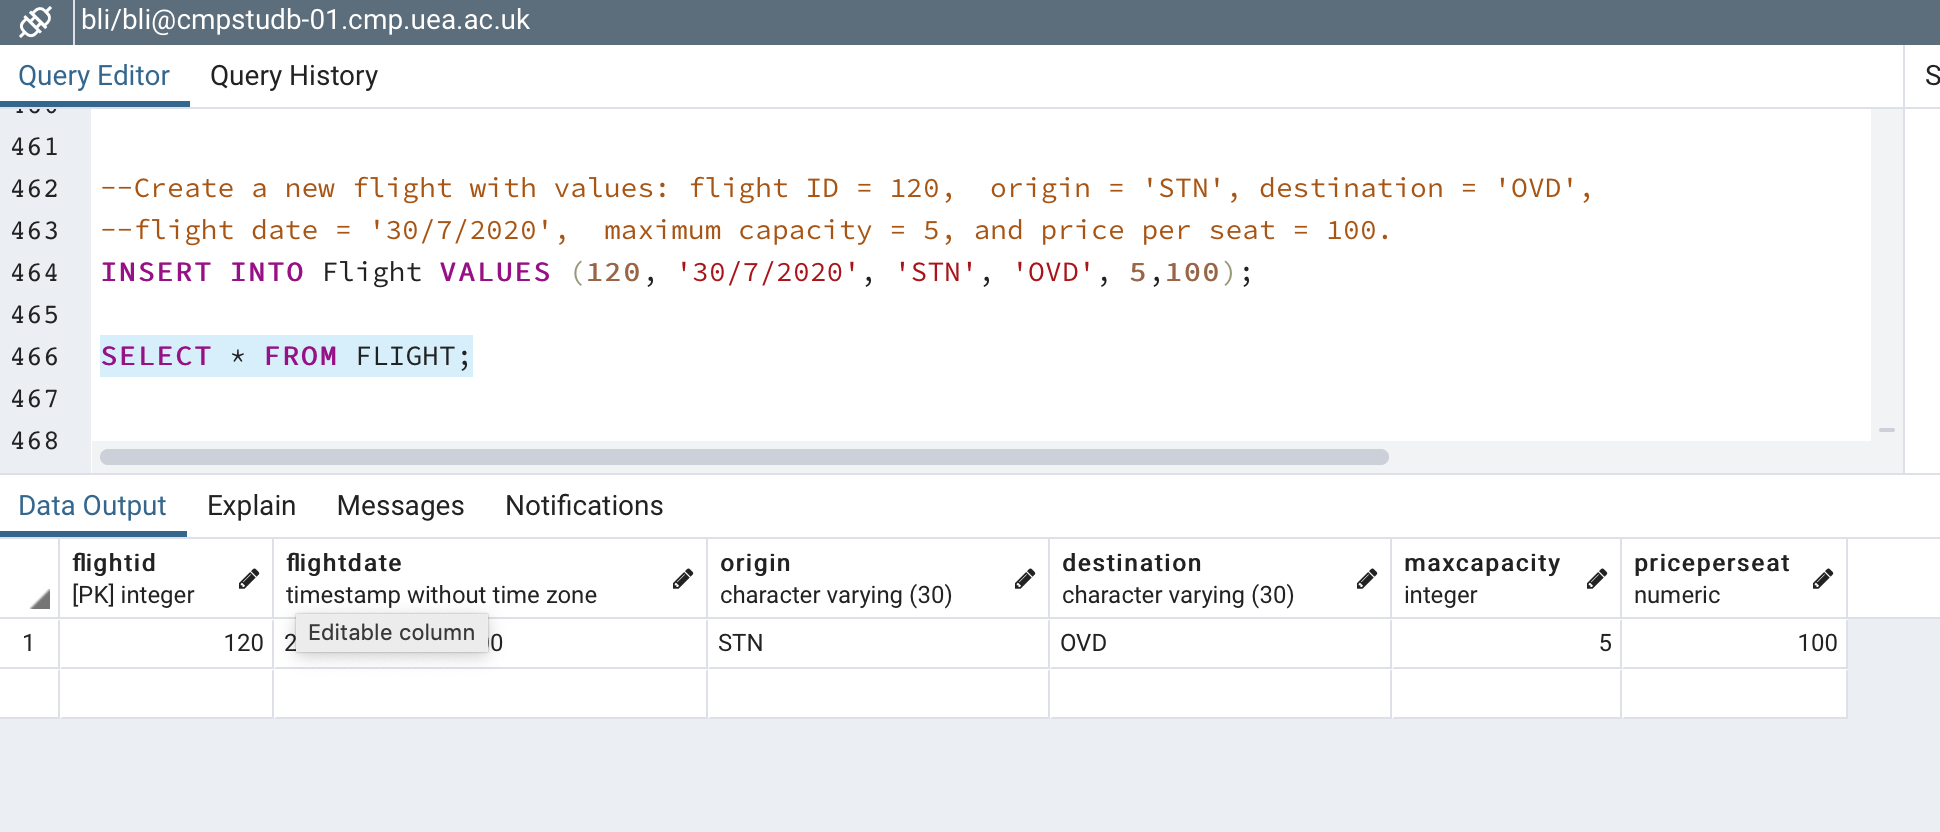 bli/bli@cmpstudb-01.cmp.uea.ac.uk
Query Editor Query History S
461
462 --Create a new flight with values: flight ID = 120,  origin = 'STN', destination = 'OVD',
463 --flight date = '30/7/2020',  maximum capacity = 5, and price per seat = 100.
464 INSERT INTO Flight VALUES (120, '30/7/2020', 'STN', 'OVD', 5,100);
465
466 SELECT * FROM FLIGHT;
467
468
Data Output Explain Messages Notifications
flightid flightdate origin destination maxcapacity priceperseat
[PK] integer timestamp without time zone character varying (30) character varying (30) integer numeric
Editable column
1 120 2 0 STN OVD 5 100